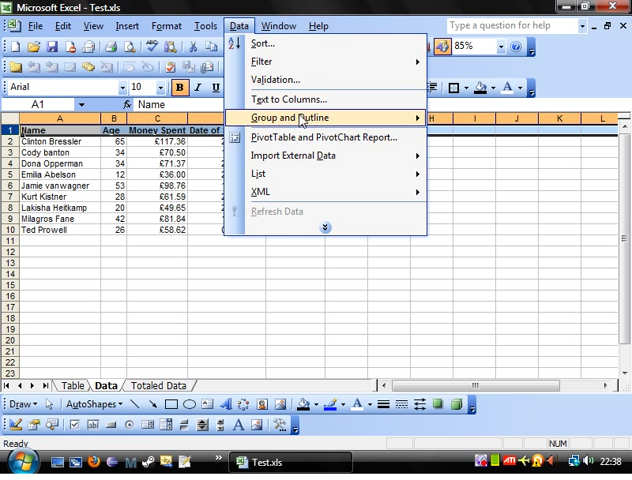 Microsoft Excel - Test.xls
File Edit View Insert Format Tools Data Window Help
Type a question for help
Sort...
85%
Filter
Validation...
Arial 10 B I
Text to Columns...
A1 Name
Group and Outline
A B C H I J K L
1 Name Age Money Spent Date of
PivotTable and PivotChart Report...
2 Clinton Bressler 65 £117.36
3 Cody banton 34 £70.50
Import External Data
4 Dona Opperman 34 £71.37
5 Emilia Abelson 12 £36.00
List
6 Jamie vanwagner 53 £98.76
XML
7 Kurt Kistner 28 £61.59
8 Lakisha Heitkamp 20 £49.65
Refresh Data
9 Milagros Fane 42 £81.84
10 Ted Prowell 26 £58.62
11
12
13
14
15
16
17
18
19
20
21
22
23
Table Data Totaled Data
Draw AutoShapes
Ready NUM
Test.xls ATI 22:38